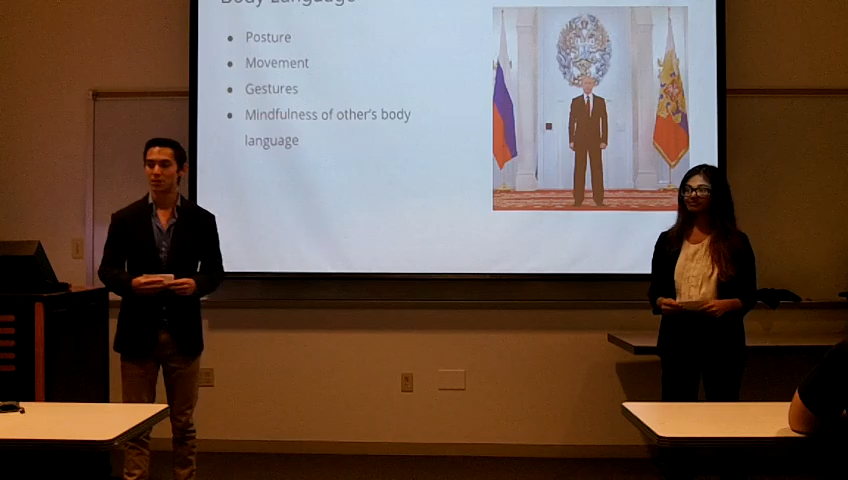 Body Language
Posture
Movement
Gestures
Mindfulness of other's body
language